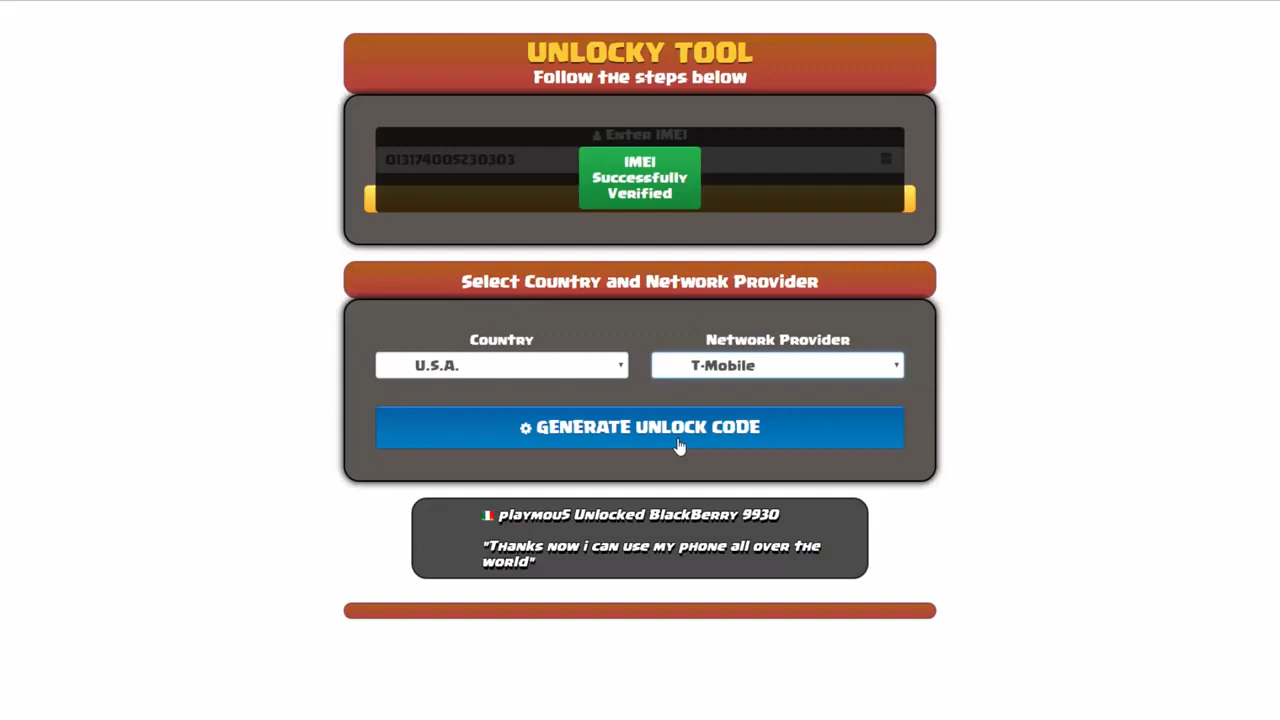 UNLOCKY TOOL
Follow the steps below
Enter IMEI
013174005230303
IMEI
Successfully
Verified
Select Country and Network Provider
Country
Network Provider
U.S.A.
T-Mobile
GENERATE UNLOCK CODE
playmou5 Unlocked BlackBerry 9930
"Thanks now i can use my phone all over the
world"